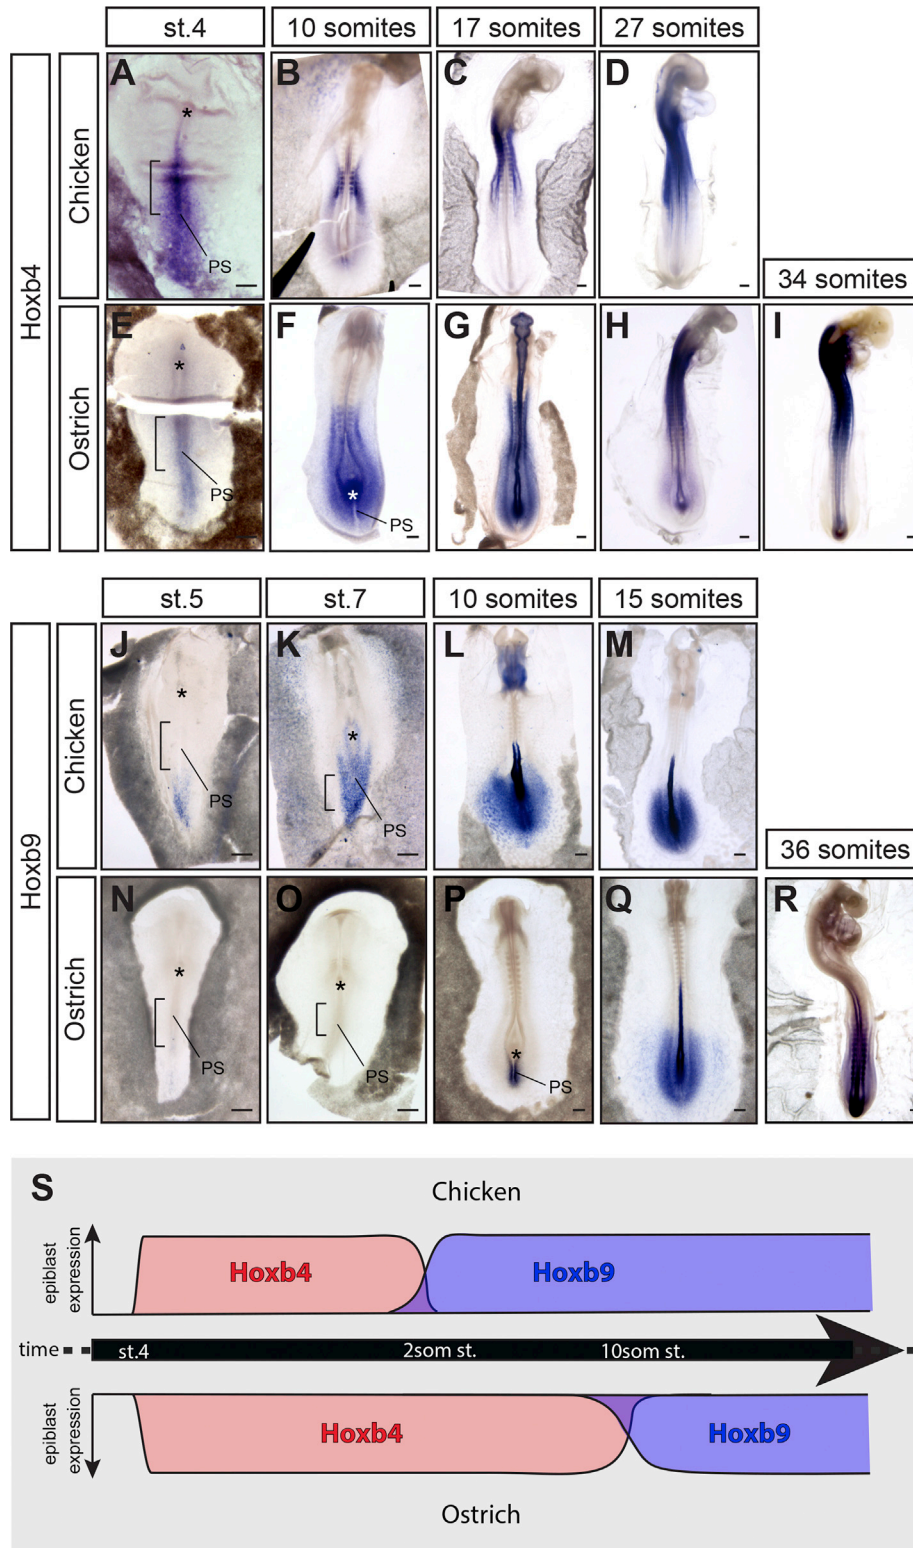 st.4 10 somites 17 somites 27 somites
Hoxb4
Chicken
A B C D
*
PS
34 somites
Ostrich
E F G H I
*
PS
*
PS
st.5 st.7 10 somites 15 somites
Hoxb9
Chicken
J K L M
*
PS
*
PS
36 somites
Ostrich
N O P Q R
*
PS
*
PS
*
PS
S
Chicken
epiblast
expression
Hoxb4 Hoxb9
time st.4 2som st. 10som st.
epiblast
expression
Hoxb4 Hoxb9
Ostrich